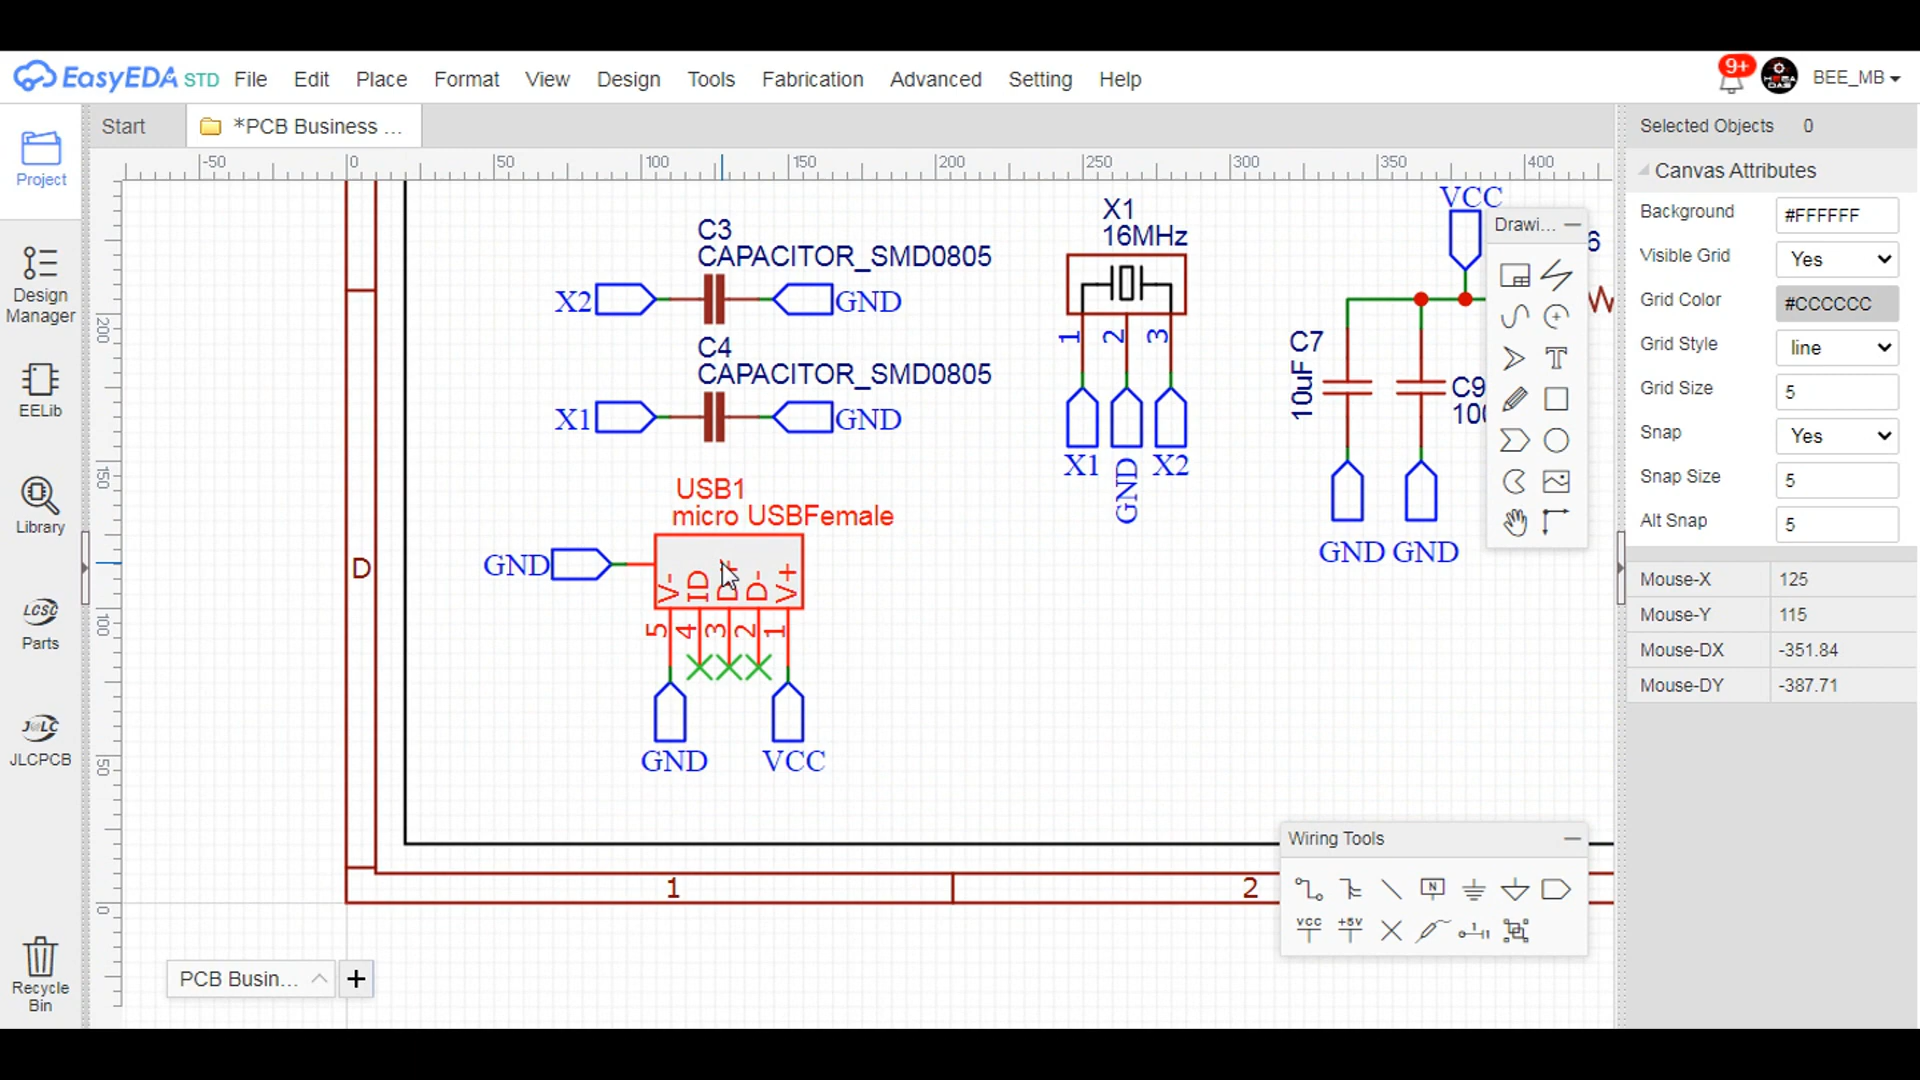 EasyEDA STD File Edit Place Format View Design Tools Fabrication Advanced Setting Help 9+ BEE_MB
Start *PCB Business ...
Selected Objects 0
-50 0 50 100 150 200 250 300 350 400
Project
Design
Manager
EELib
Library
LCSC
Parts
JLCPCB
Recycle
Bin
200
150
100
50
0
C3
CAPACITOR_SMD0805
X2 GND
C4
CAPACITOR_SMD0805
X1 GND
USB1
micro USBFemale
GND
V- ID D+ D- V+
5 4 3 2 1
GND VCC
X1
16MHz
1 2 3
X1 GND X2
VCC
C7
10uF
C9
GND GND
D
1 2
Drawi...
Wiring Tools
N
VCC +5V
PCB Busin...
Canvas Attributes
Background #FFFFFF
Visible Grid Yes
Grid Color #CCCCCC
Grid Style line
Grid Size 5
Snap Yes
Snap Size 5
Alt Snap 5
Mouse-X 125
Mouse-Y 115
Mouse-DX -351.84
Mouse-DY -387.71